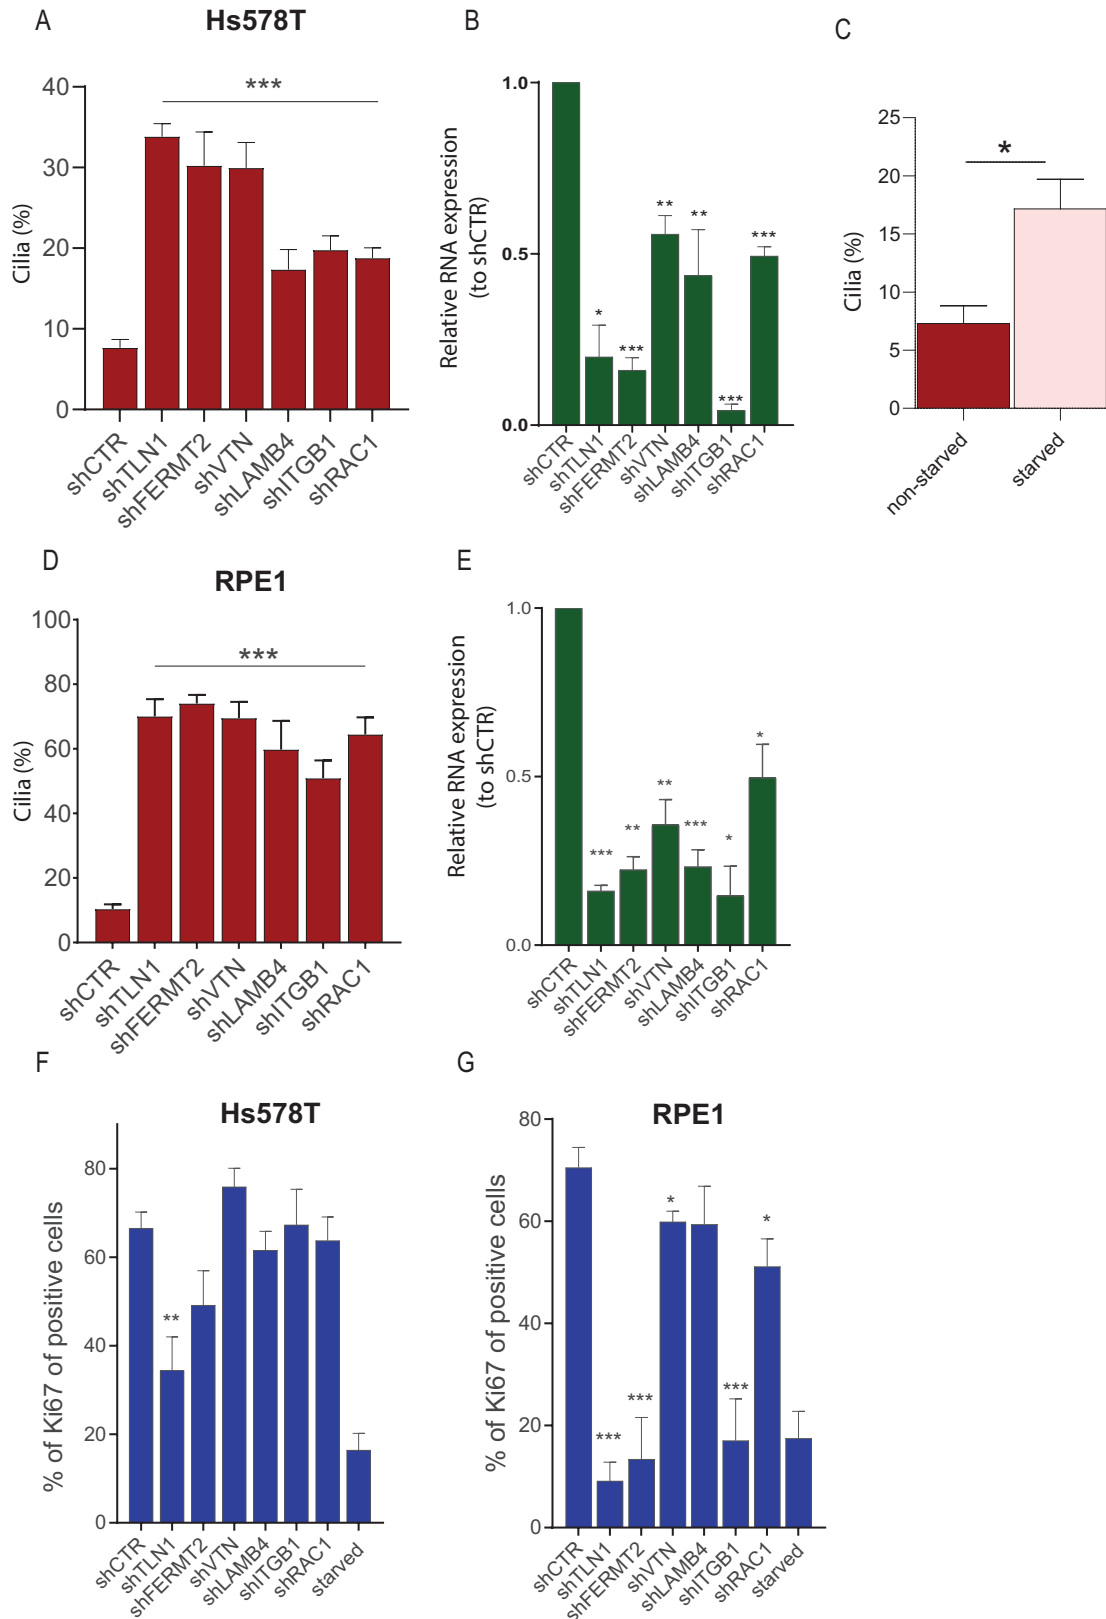 A
Hs578T
Cilia (%)
40
30
20
10
0
***
shCTR
shTLN1
shFERMT2
shVTN
shLAMB4
shITGB1
shRAC1
B
Relative RNA expression
(to shCTR)
1.0
0.5
0.0
*
***
**
**
***
***
shCTR
shTLN1
shFERMT2
shVTN
shLAMB4
shITGB1
shRAC1
C
Cilia (%)
25
20
15
10
5
0
*
non-starved
starved
D
RPE1
Cilia (%)
100
80
60
40
20
0
***
shCTR
shTLN1
shFERMT2
shVTN
shLAMB4
shITGB1
shRAC1
E
Relative RNA expression
(to shCTR)
1.0
0.5
0.0
***
**
**
***
*
*
shCTR
shTLN1
shFERMT2
shVTN
shLAMB4
shITGB1
shRAC1
F
Hs578T
% of Ki67 of positive cells
80
60
40
20
0
**
shCTR
shTLN1
shFERMT2
shVTN
shLAMB4
shITGB1
shRAC1
starved
G
RPE1
% of Ki67 of positive cells
80
60
40
20
0
***
***
*
***
*
shCTR
shTLN1
shFERMT2
shVTN
shLAMB4
shITGB1
shRAC1
starved